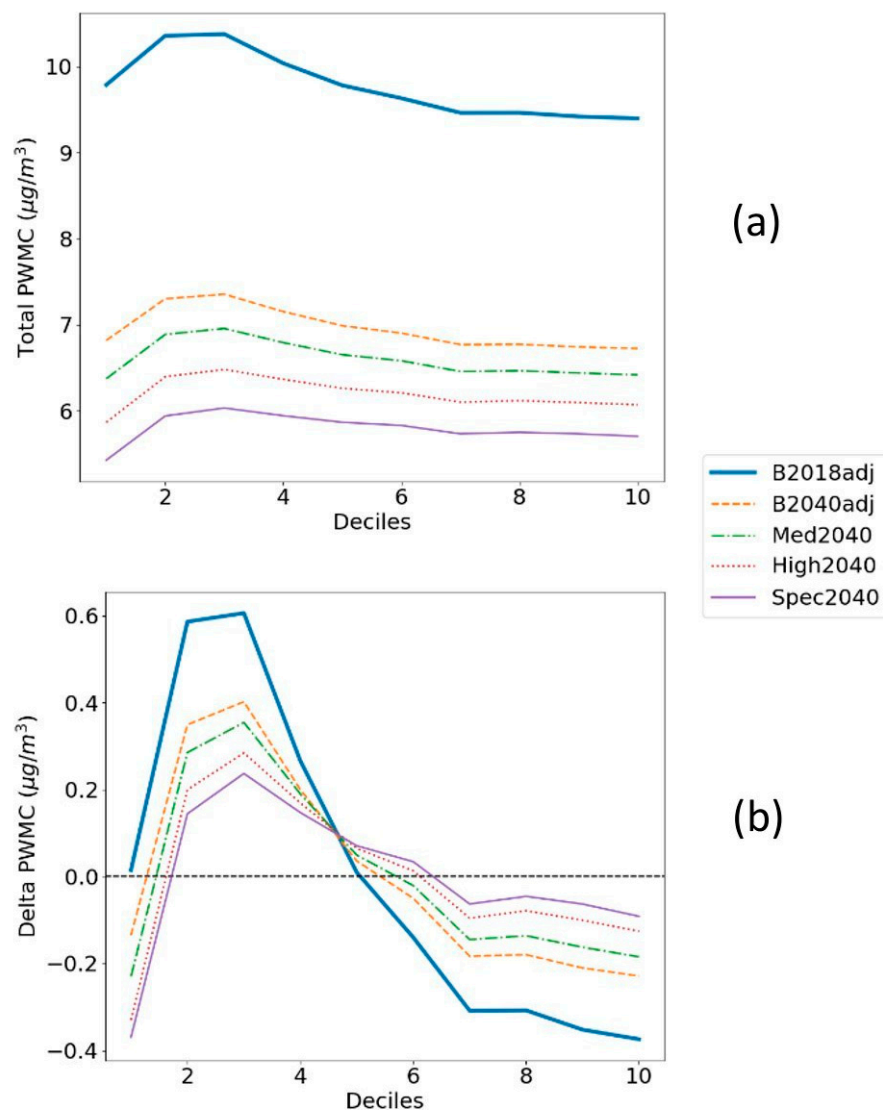 10
9
8
7
6
Total PWMC (μg/m³)
2 4 6 8 10
Deciles
(a)
B2018adj
B2040adj
Med2040
High2040
Spec2040
0.6
0.4
0.2
0.0
−0.2
−0.4
Delta PWMC (μg/m³)
2 4 6 8 10
Deciles
(b)